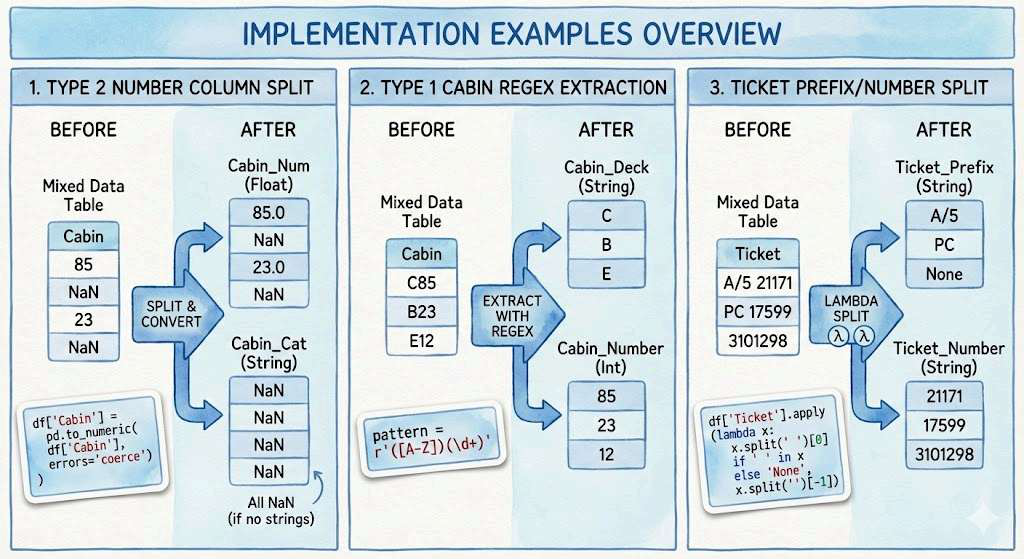 IMPLEMENTATION EXAMPLES OVERVIEW
1. TYPE 2 NUMBER COLUMN SPLIT
BEFORE
AFTER
Mixed Data
Table
Cabin
85
NaN
23
NaN
SPLIT &
CONVERT
Cabin_Num
(Float)
85.0
NaN
23.0
NaN
Cabin_Cat
(String)
NaN
NaN
NaN
NaN
All NaN
(if no strings)
df['Cabin'] =
pd.to_numeric(
df['Cabin'],
errors='coerce')
)
2. TYPE 1 CABIN REGEX EXTRACTION
BEFORE
AFTER
Mixed Data
Table
Cabin
C85
B23
E12
EXTRACT
WITH
REGEX
Cabin_Deck
(String)
C
B
E
Cabin_Number
(Int)
85
23
12
pattern =
r'([A-Z])(\d+)'
3. TICKET PREFIX/NUMBER SPLIT
BEFORE
AFTER
Mixed Data
Table
Ticket
A/5 21171
PC 17599
3101298
LAMBDA
SPLIT
λ λ
Ticket_Prefix
(String)
A/5
PC
None
Ticket_Number
(String)
21171
17599
3101298
df['Ticket'].apply
(lambda x:
x.split(' ')[0]
if ' ' in x
else 'None',
x.split('')[-1])